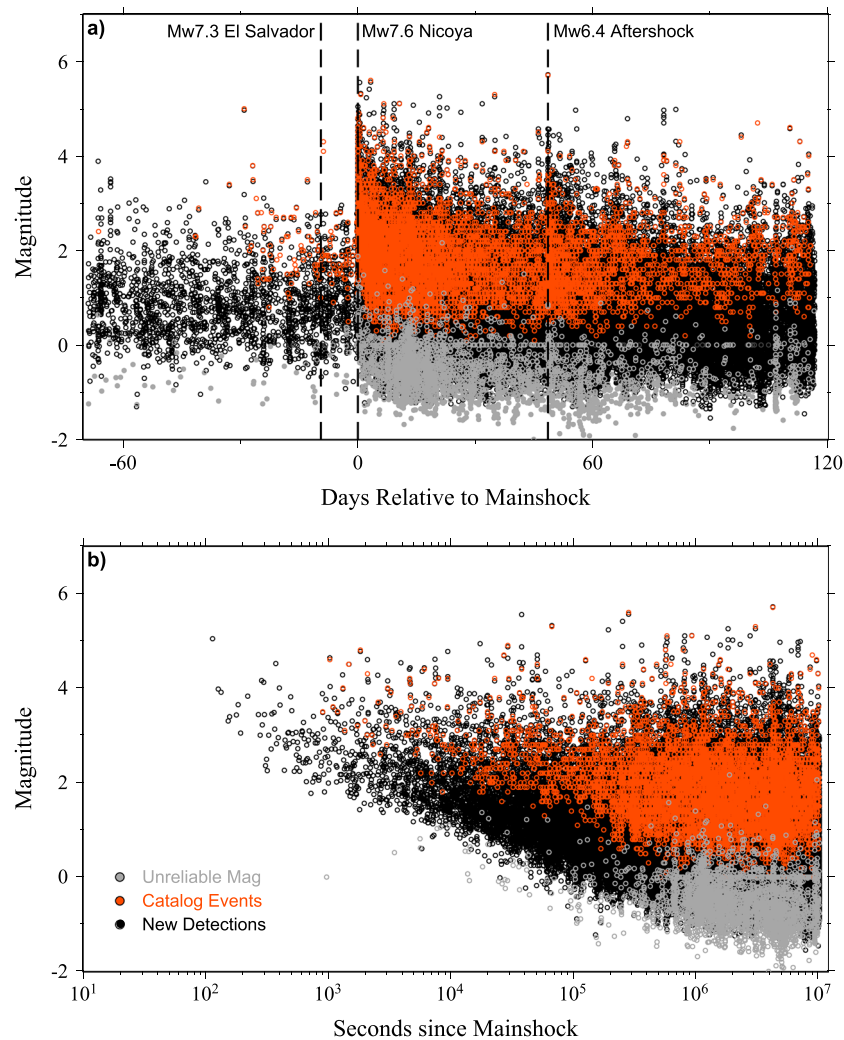 a)
Mw7.3 El Salvador
Mw7.6 Nicoya
Mw6.4 Aftershock
6
4
2
0
-2
Magnitude
-60
0
60
120
Days Relative to Mainshock
b)
6
4
2
0
-2
Magnitude
Unreliable Mag
Catalog Events
New Detections
10¹
10²
10³
10⁴
10⁵
10⁶
10⁷
Seconds since Mainshock